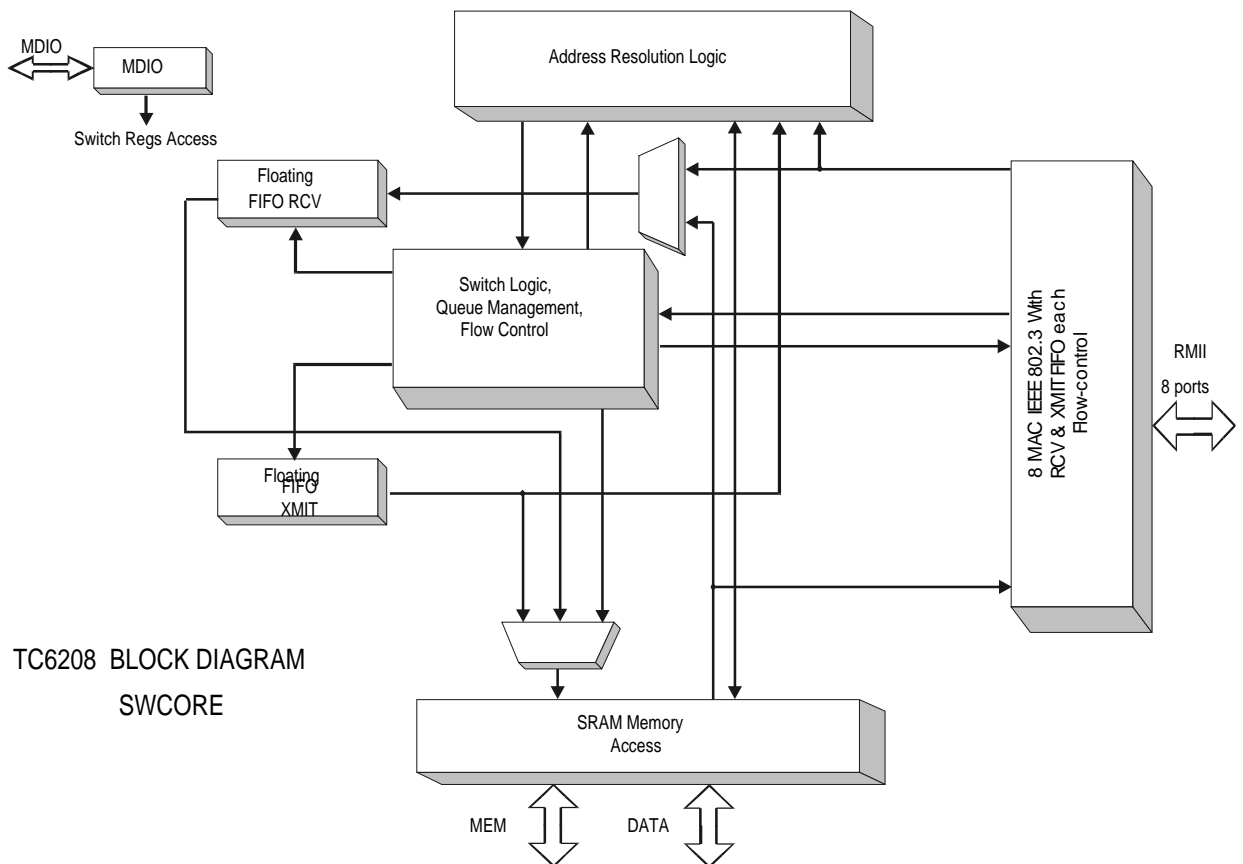 MDIO
MDIO
Switch Regs Access
Address Resolution Logic
Floating
FIFO RCV
Switch Logic,
Queue Management,
Flow Control
8 MAC IEEE 802.3 With
RCV & XMIT FIFO each
Flow-control
RMII
8 ports
Floating
FIFO
XMIT
TC6208 BLOCK DIAGRAM
SWCORE
SRAM Memory
Access
MEM
DATA